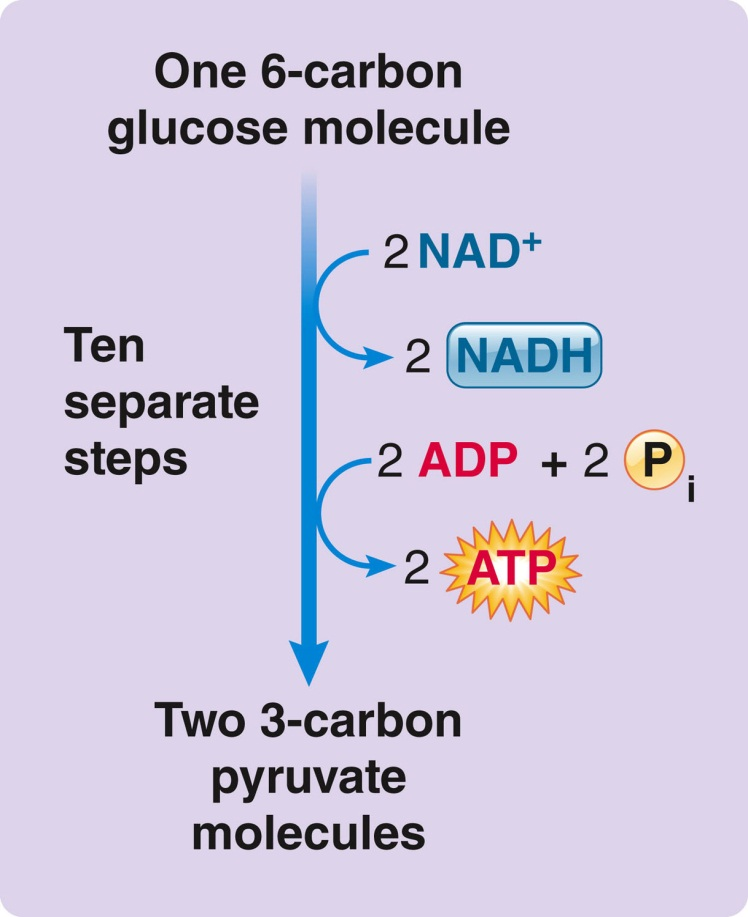 One 6-carbon
glucose molecule
2 NAD⁺
Ten
separate
steps
2 NADH
2 ADP + 2 Pᵢ
2 ATP
Two 3-carbon
pyruvate
molecules